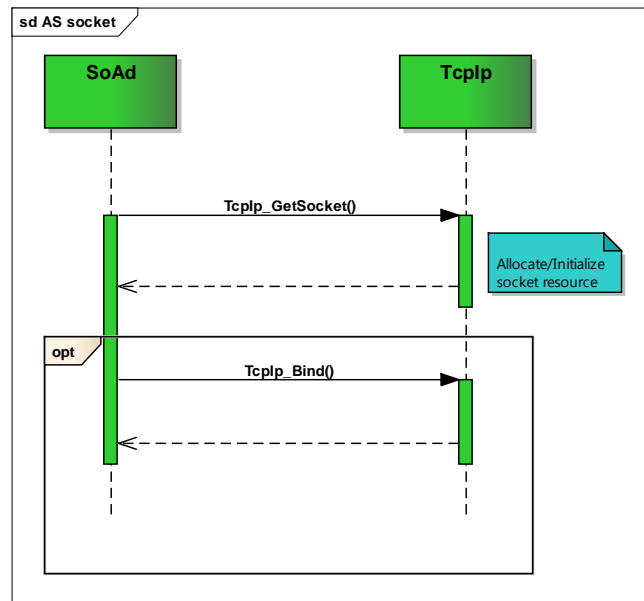 sd AS socket
SoAd
TcpIp
TcpIp_GetSocket()
Allocate/Initialize
socket resource
opt
TcpIp_Bind()